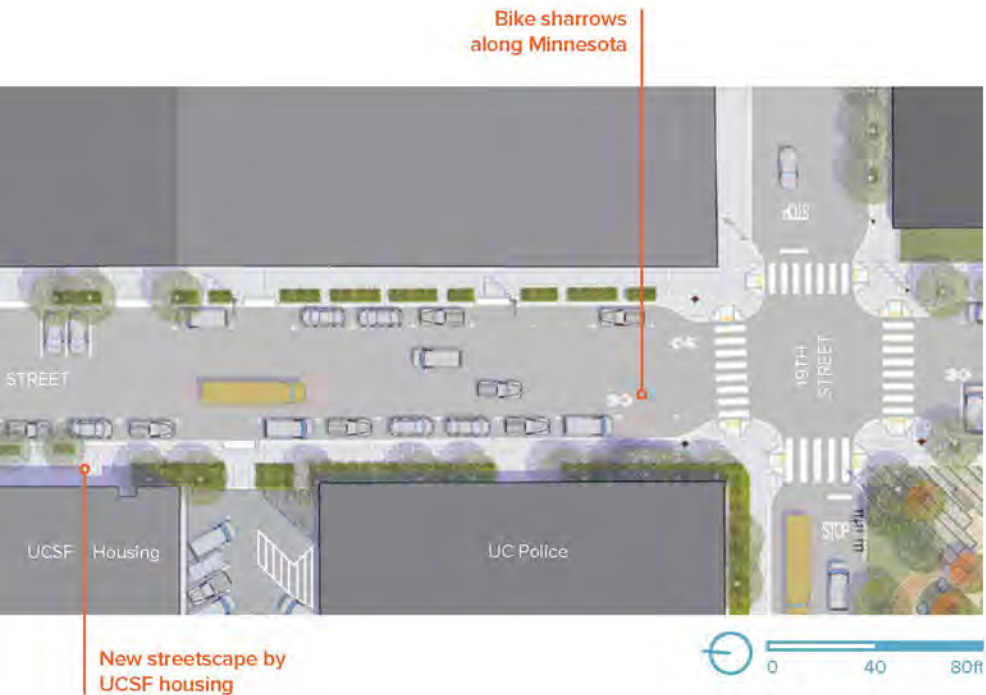 Bike sharrows
along Minnesota
STOP
STREET
19TH
STREET
UCSF Housing
UC Police
STOP
New streetscape by
UCSF housing
0 40 80ft